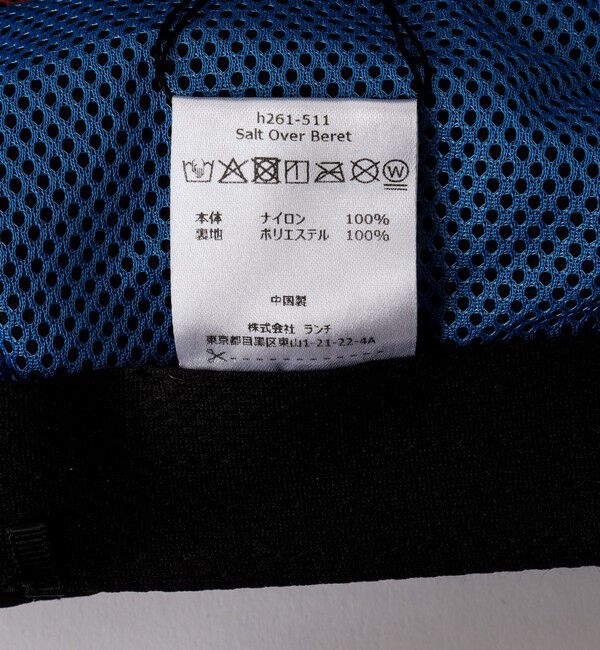 h261-511
Salt Over Beret
W
本体 ナイロン 100%
裏地 ポリエステル 100%
中国製
株式会社 ランチ
東京都目黒区東山1-21-22-4A